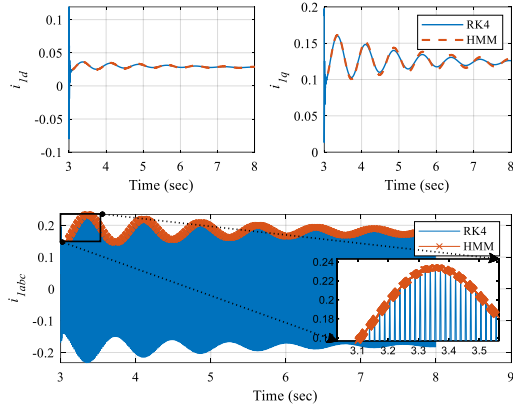 0.1
0.05
0
-0.05
-0.1
i1d
3 4 5 6 7 8
Time (sec)
0.2
0.15
0.1
0.05
0
i1q
RK4
HMM
3 4 5 6 7 8
Time (sec)
0.2
0.1
0
-0.1
-0.2
i1abc
RK4
HMM
0.24
0.22
0.2
0.18
3.1 3.2 3.3 3.4 3.5
3 4 5 6 7 8 9
Time (sec)